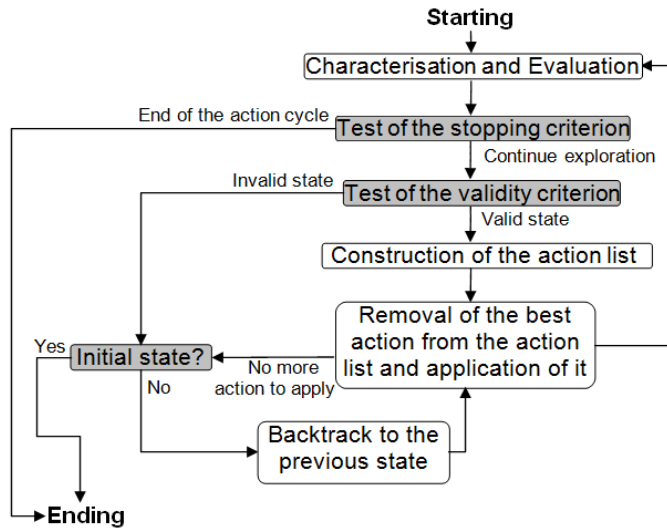 Starting
Characterisation and Evaluation
End of the action cycle
Test of the stopping criterion
Continue exploration
Invalid state
Test of the validity criterion
Valid state
Construction of the action list
Removal of the best
action from the action
list and application of it
Yes
Initial state?
No more
action to apply
No
Backtrack to the
previous state
Ending